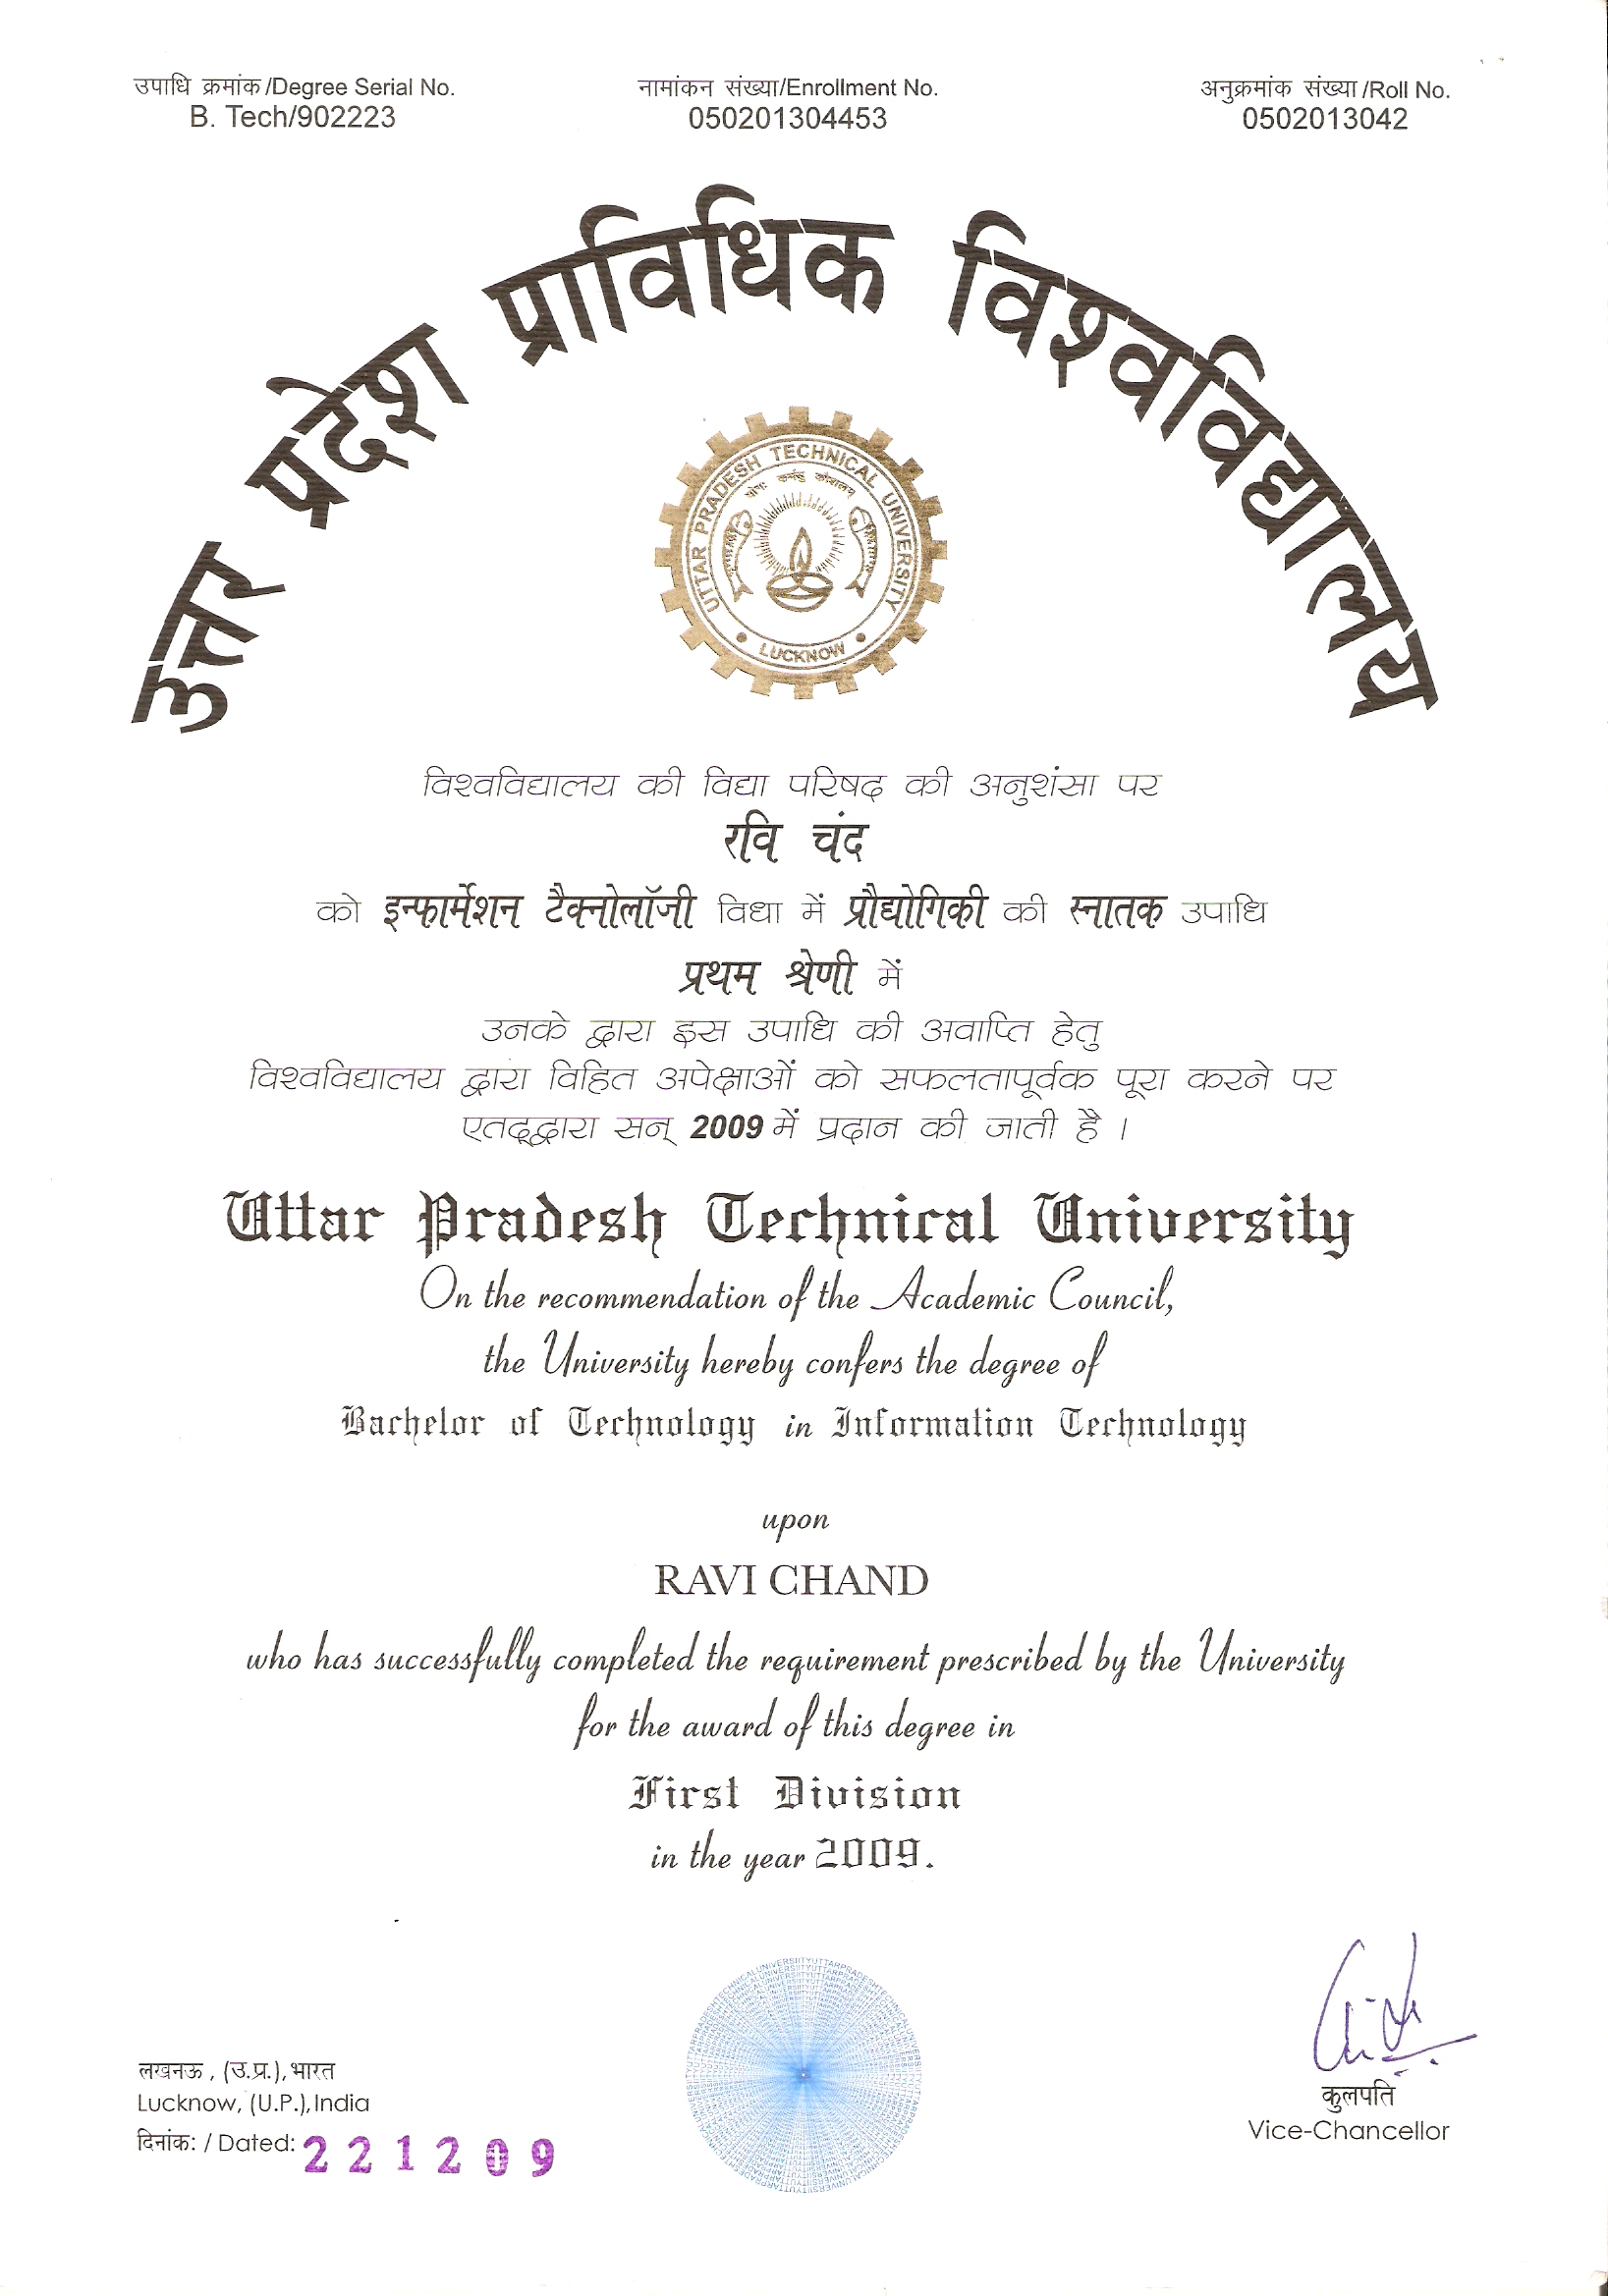 उपाधि क्रमांक/Degree Serial No.
B. Tech/902223
नामांकन संख्या/Enrollment No.
050201304453
अनुक्रमांक संख्या/Roll No.
0502013042
उत्तर प्रदेश प्राविधिक विश्वविद्यालय
UTTAR PRADESH TECHNICAL UNIVERSITY
योगः कर्मसु कौशलम्
LUCKNOW
विश्वविद्यालय की विद्या परिषद की अनुशंसा पर
रवि चंद
को इन्फार्मेशन टैक्नोलॉजी विधा में प्रौद्योगिकी की स्नातक उपाधि
प्रथम श्रेणी में
उनके द्वारा इस उपाधि की अवाप्ति हेतु
विश्वविद्यालय द्वारा विहित अपेक्षाओं को सफलतापूर्वक पूरा करने पर
एतद्द्वारा सन् 2009 में प्रदान की जाती है ।
Uttar Pradesh Technical University
On the recommendation of the Academic Council,
the University hereby confers the degree of
Bachelor of Technology in Information Technology
upon
RAVI CHAND
who has successfully completed the requirement prescribed by the University
for the award of this degree in
First Division
in the year 2009.
लखनऊ , (उ.प्र.), भारत
Lucknow, (U.P.), India
दिनांक: / Dated: 221209
कुलपति
Vice-Chancellor